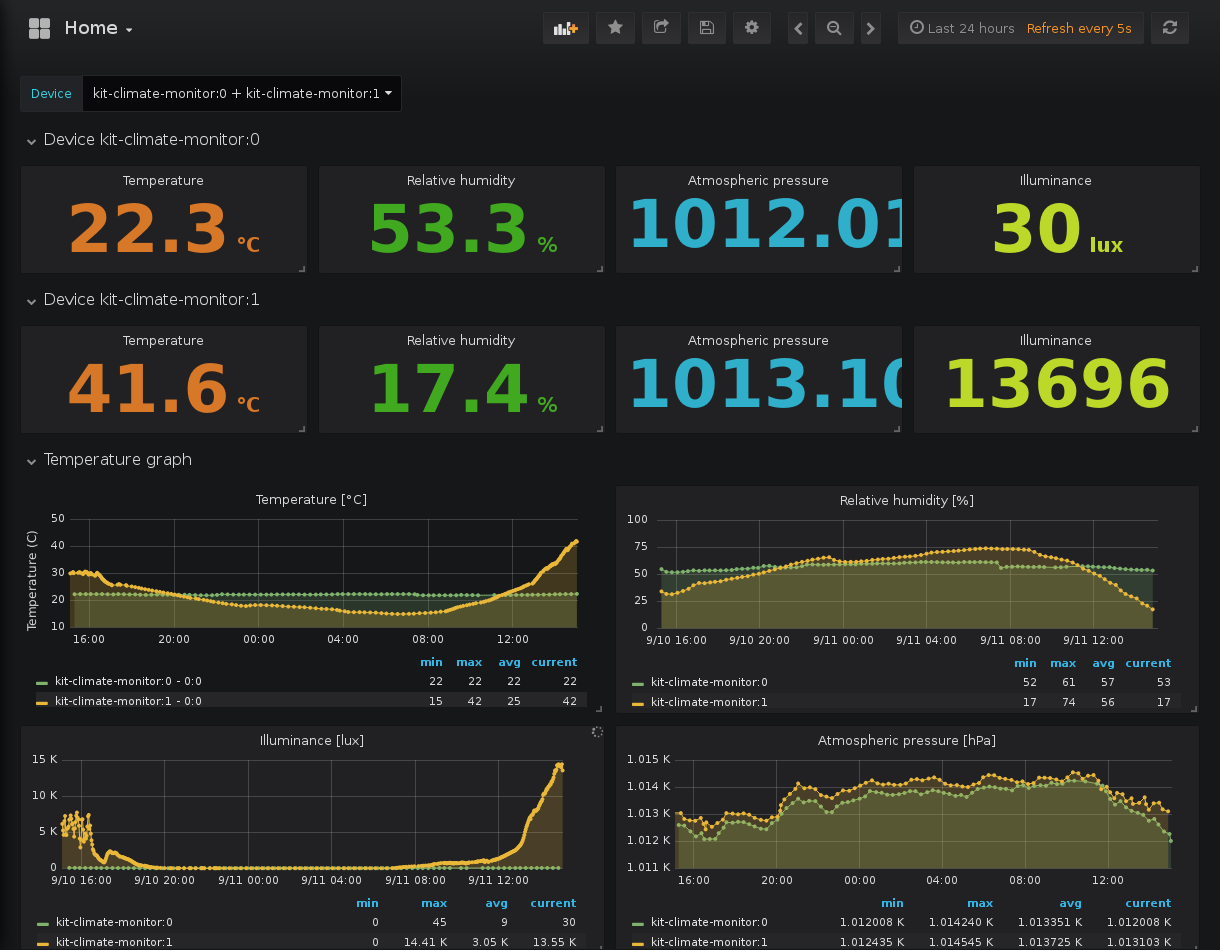 Home
Last 24 hours Refresh every 5s
Device kit-climate-monitor:0 + kit-climate-monitor:1
Device kit-climate-monitor:0
Temperature Relative humidity Atmospheric pressure Illuminance
22.3 °C 53.3 % 1012.01 30 lux
Device kit-climate-monitor:1
Temperature Relative humidity Atmospheric pressure Illuminance
41.6 °C 17.4 % 1013.10 13696
Temperature graph
Temperature [°C]
Temperature (C)
50
40
30
20
10
16:00 20:00 00:00 04:00 08:00 12:00
min max avg current
kit-climate-monitor:0 - 0:0 22 22 22 22
kit-climate-monitor:1 - 0:0 15 42 25 42
Relative humidity [%]
100
75
50
25
0
9/10 16:00 9/10 20:00 9/11 00:00 9/11 04:00 9/11 08:00 9/11 12:00
min max avg current
kit-climate-monitor:0 52 61 57 53
kit-climate-monitor:1 17 74 56 17
Illuminance [lux]
15 K
10 K
5 K
0
9/10 16:00 9/10 20:00 9/11 00:00 9/11 04:00 9/11 08:00 9/11 12:00
min max avg current
kit-climate-monitor:0 0 45 9 30
kit-climate-monitor:1 0 14.41 K 3.05 K 13.55 K
Atmospheric pressure [hPa]
1.015 K
1.014 K
1.013 K
1.012 K
1.011 K
16:00 20:00 00:00 04:00 08:00 12:00
min max avg current
kit-climate-monitor:0 1.012008 K 1.014240 K 1.013351 K 1.012008 K
kit-climate-monitor:1 1.012435 K 1.014545 K 1.013725 K 1.013103 K